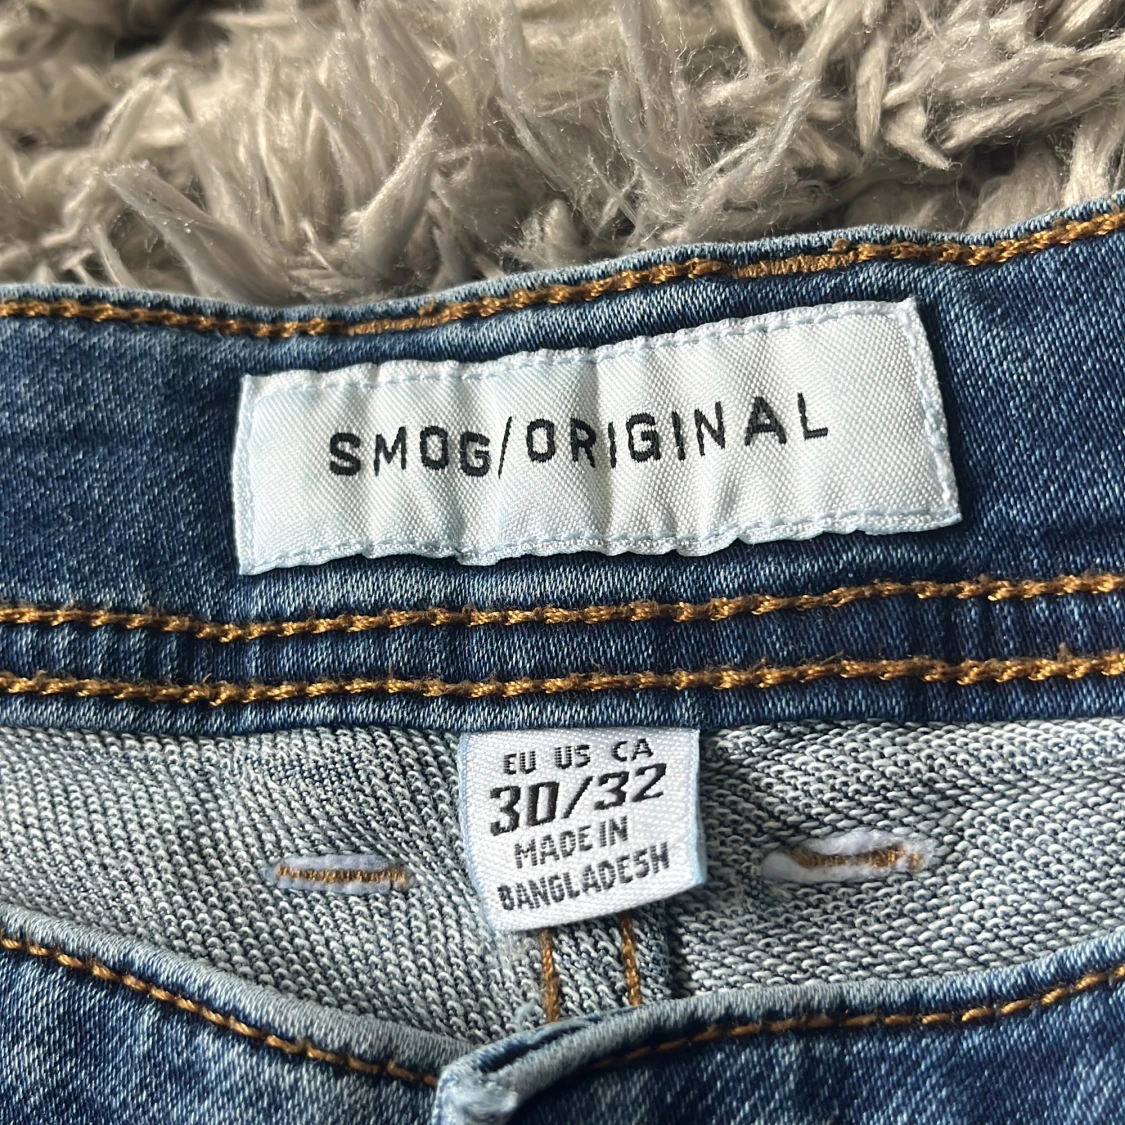 SMOG/ORIGINAL
EU US CA
30/32
MADE IN
BANGLADESH